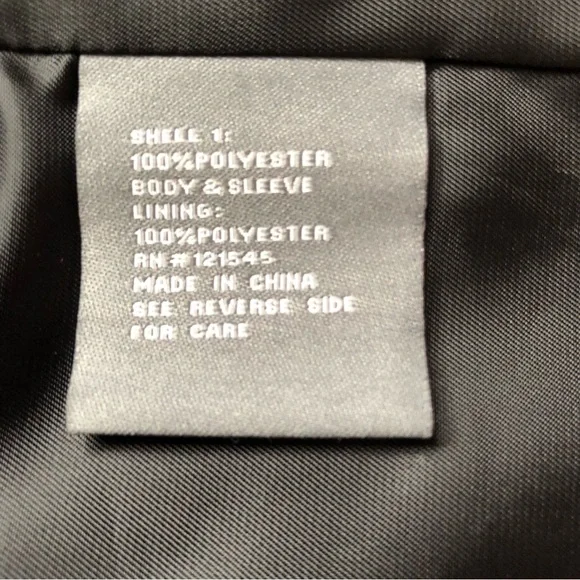 SHELL 1:
100%POLYESTER
BODY & SLEEVE
LINING:
100%POLYESTER
RN#121545
MADE IN CHINA
SEE REVERSE SIDE
FOR CARE